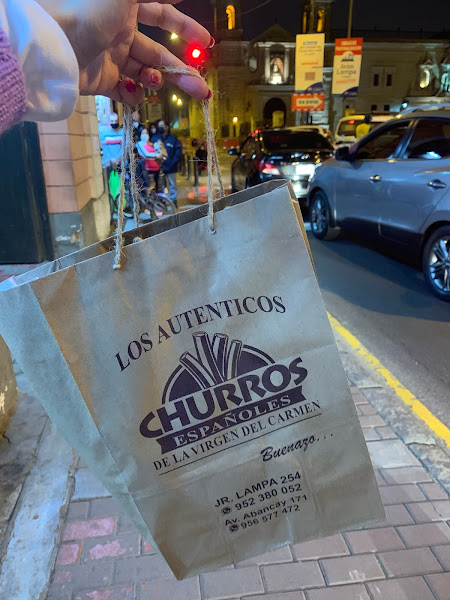 LOS AUTENTICOS
CHURROS
ESPAÑOLES
DE LA VIRGEN DEL CARMEN
Buenazo...
JR. LAMPA 254
952 380 052
Av. Abancay 171
956 577 472
Lampa